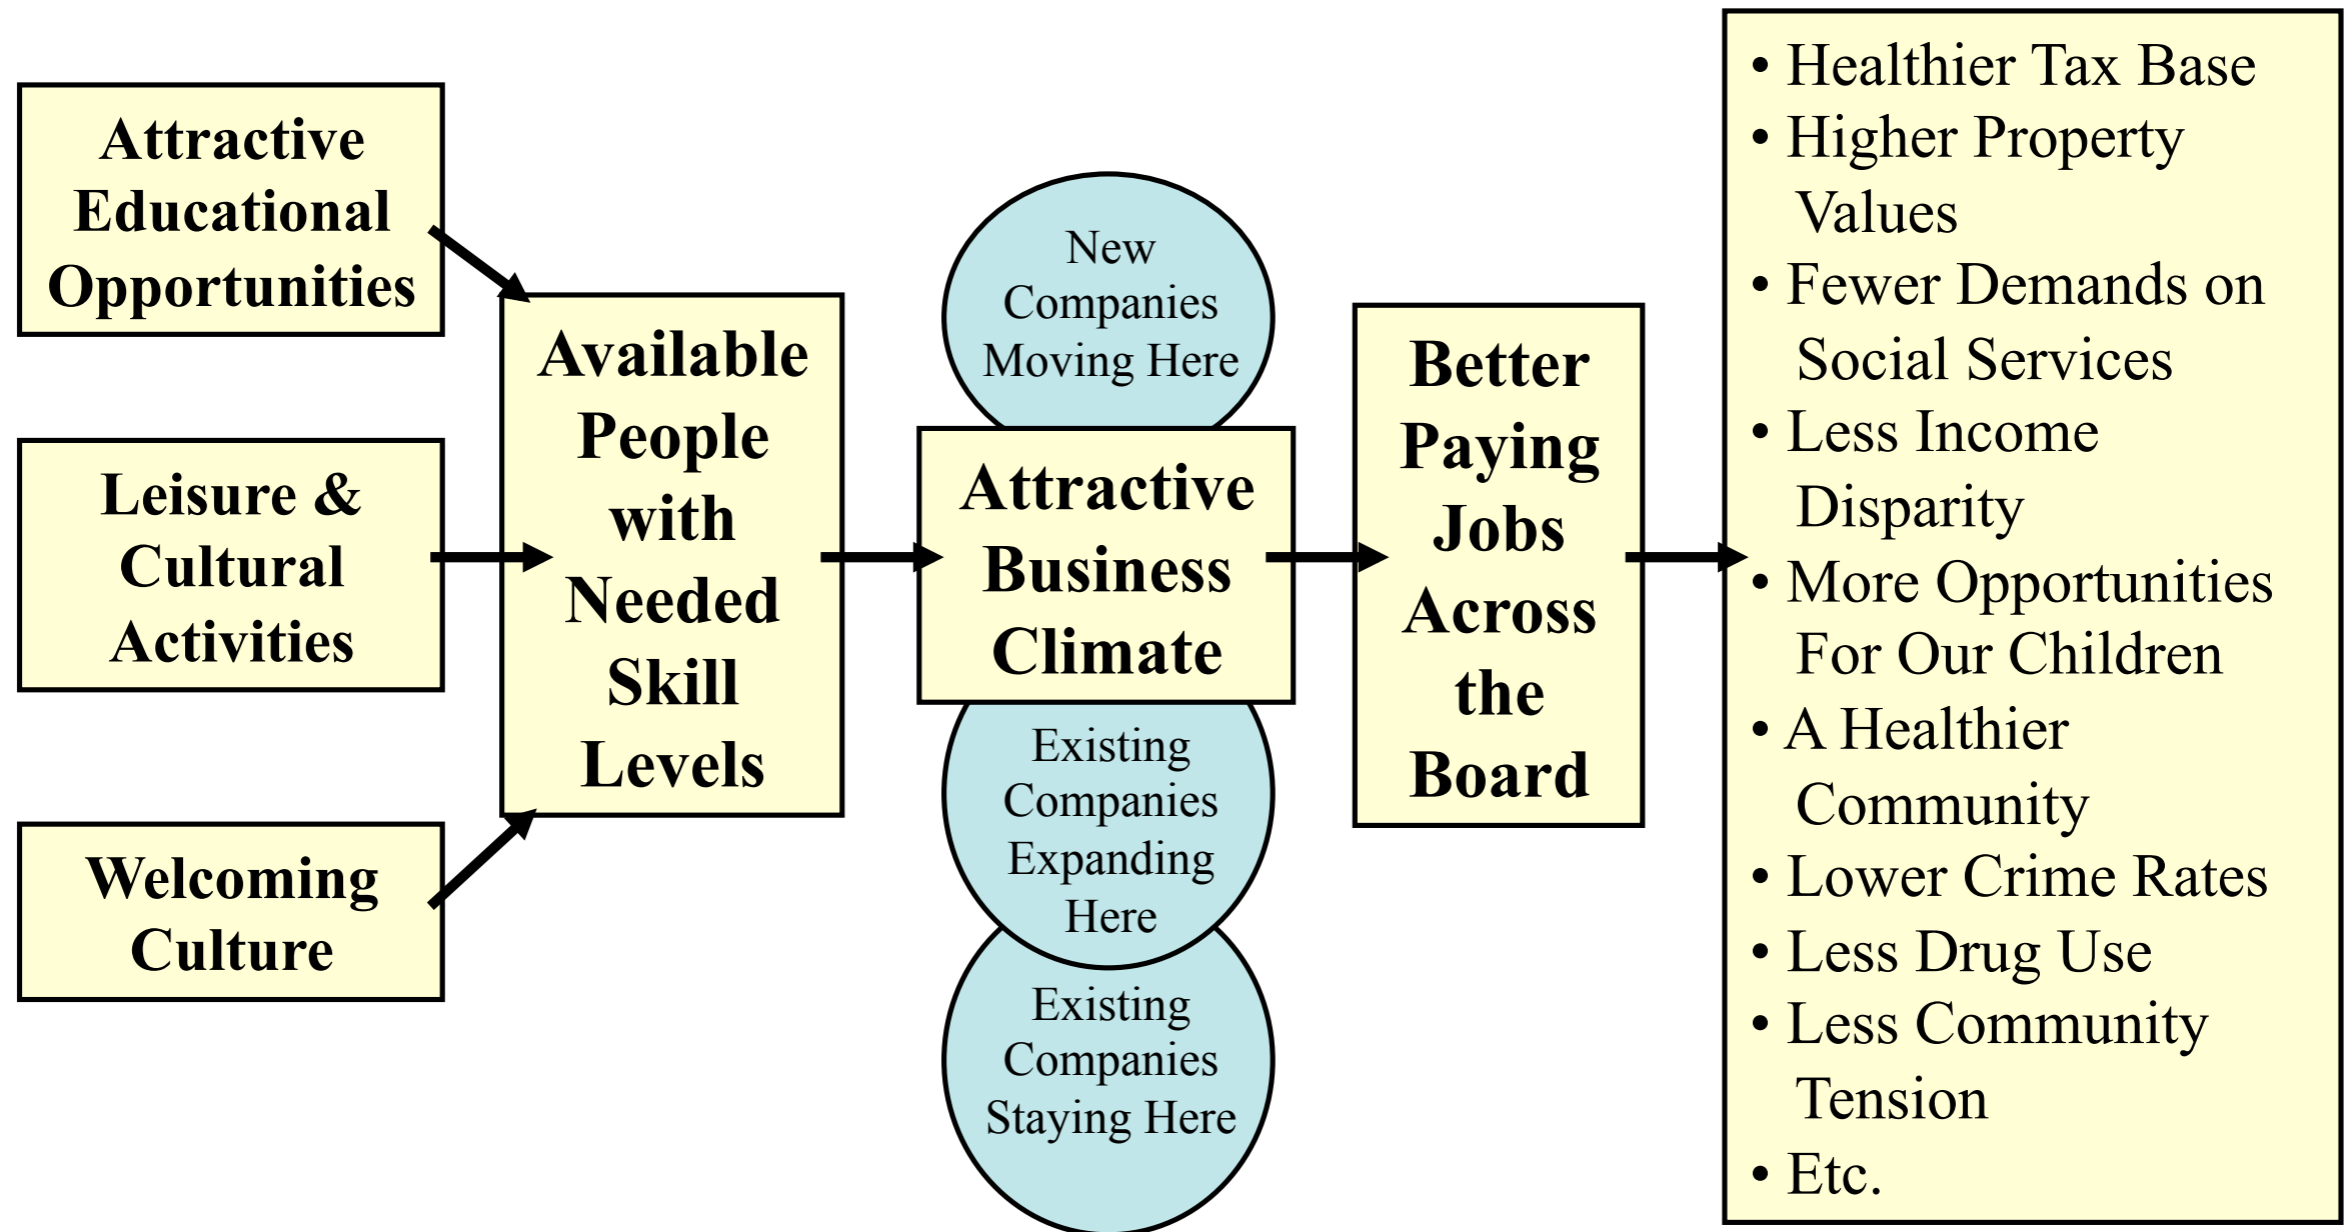 Attractive
Educational
Opportunities
Leisure &
Cultural
Activities
Welcoming
Culture
Available
People
with
Needed
Skill
Levels
New
Companies
Moving Here
Attractive
Business
Climate
Existing
Companies
Expanding
Here
Existing
Companies
Staying Here
Better
Paying
Jobs
Across
the
Board
• Healthier Tax Base
• Higher Property
Values
• Fewer Demands on
Social Services
• Less Income
Disparity
• More Opportunities
For Our Children
• A Healthier
Community
• Lower Crime Rates
• Less Drug Use
• Less Community
Tension
• Etc.